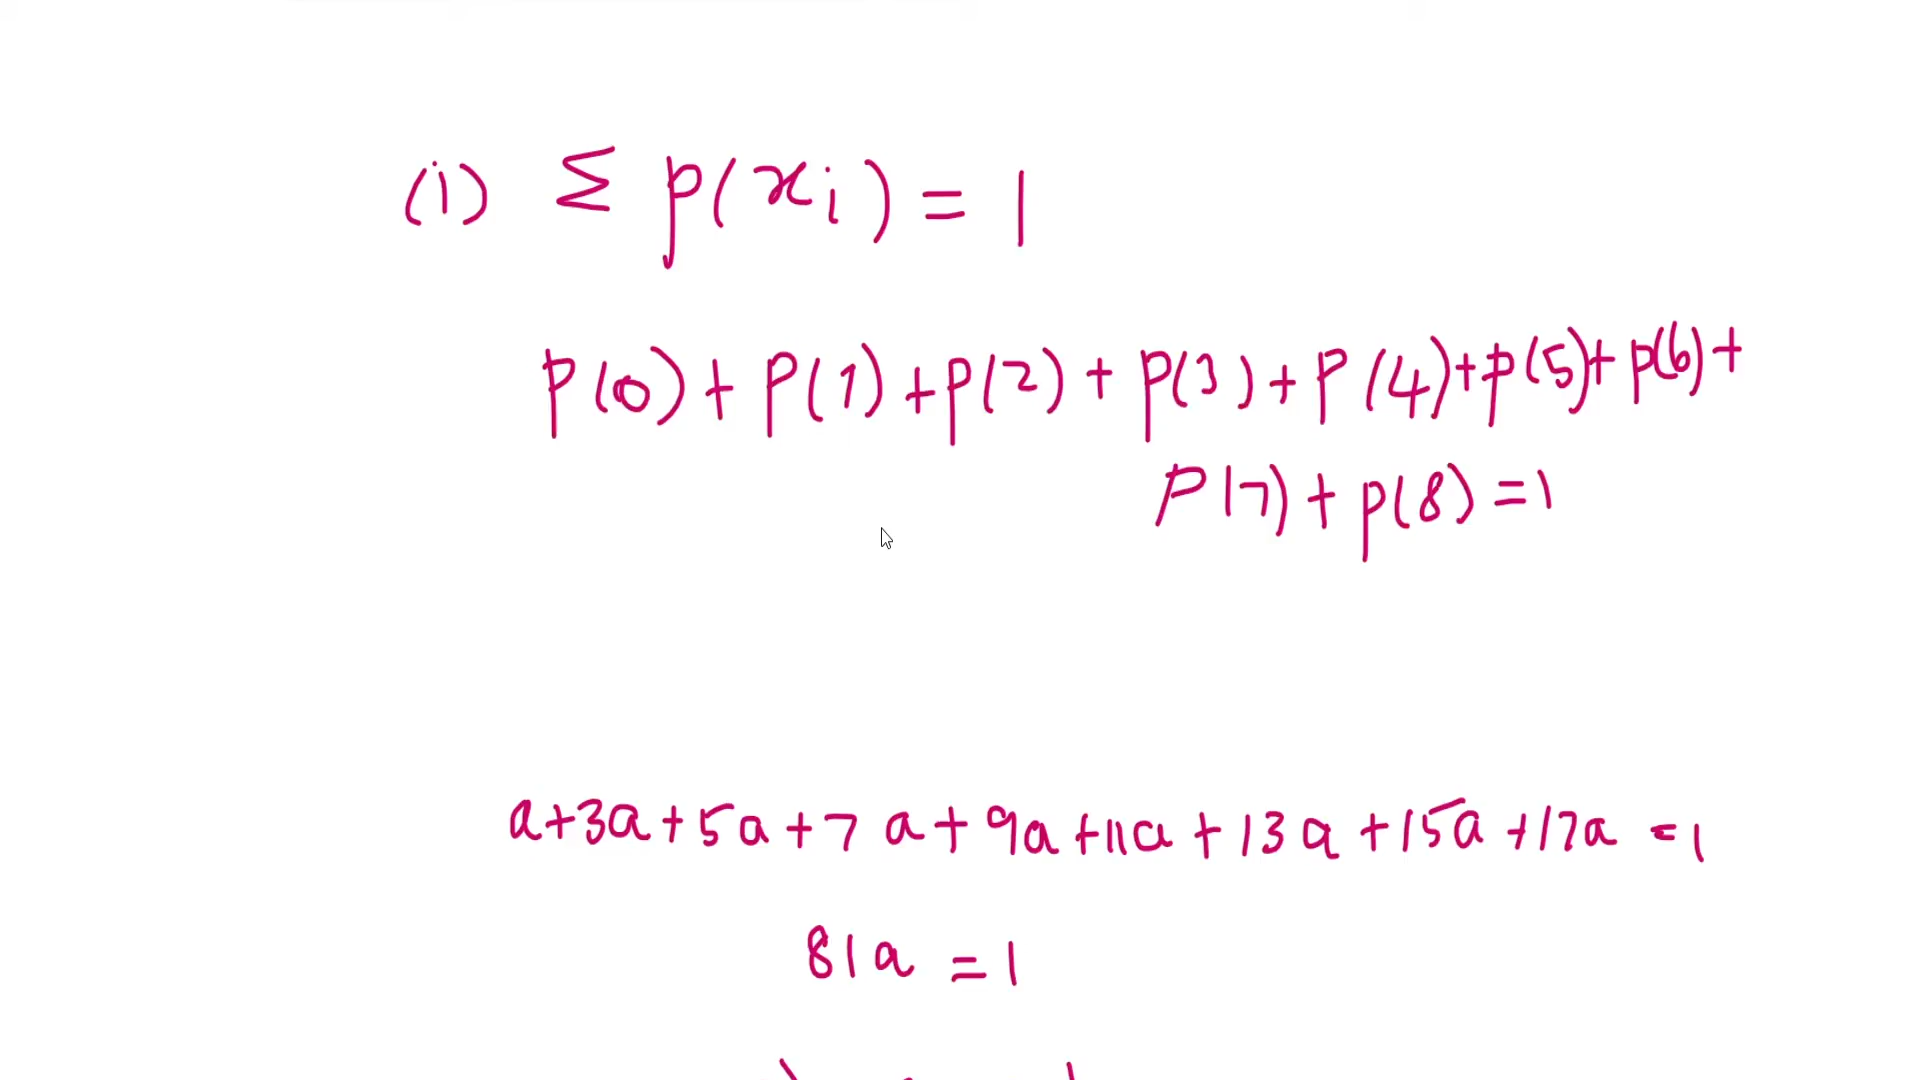 (i) Σ p(xi) = 1
P(0) + P(1) + p(2) + p(3) + P(4) + p(5) + p(6) +
P(7) + p(8) = 1
a+3a+5a+7a+9a+11a+13a+15a+17a = 1
81a = 1